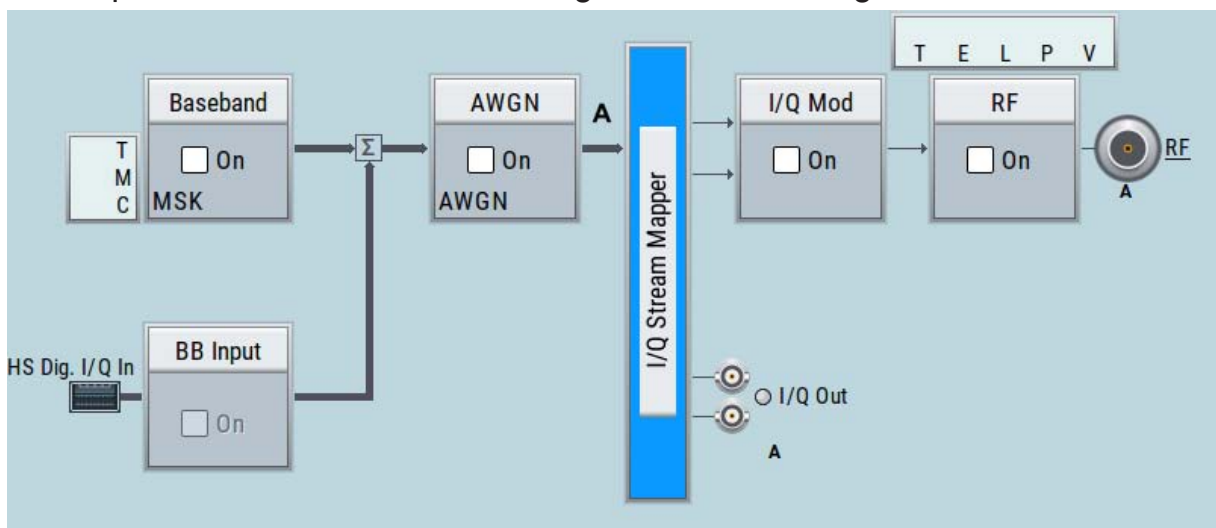 T E L P V
Baseband
On
MSK
T
M
C
Σ
AWGN
On
AWGN
A
I/Q Stream Mapper
I/Q Mod
On
RF
On
RF
A
HS Dig. I/Q In
BB Input
On
I/Q Out
A